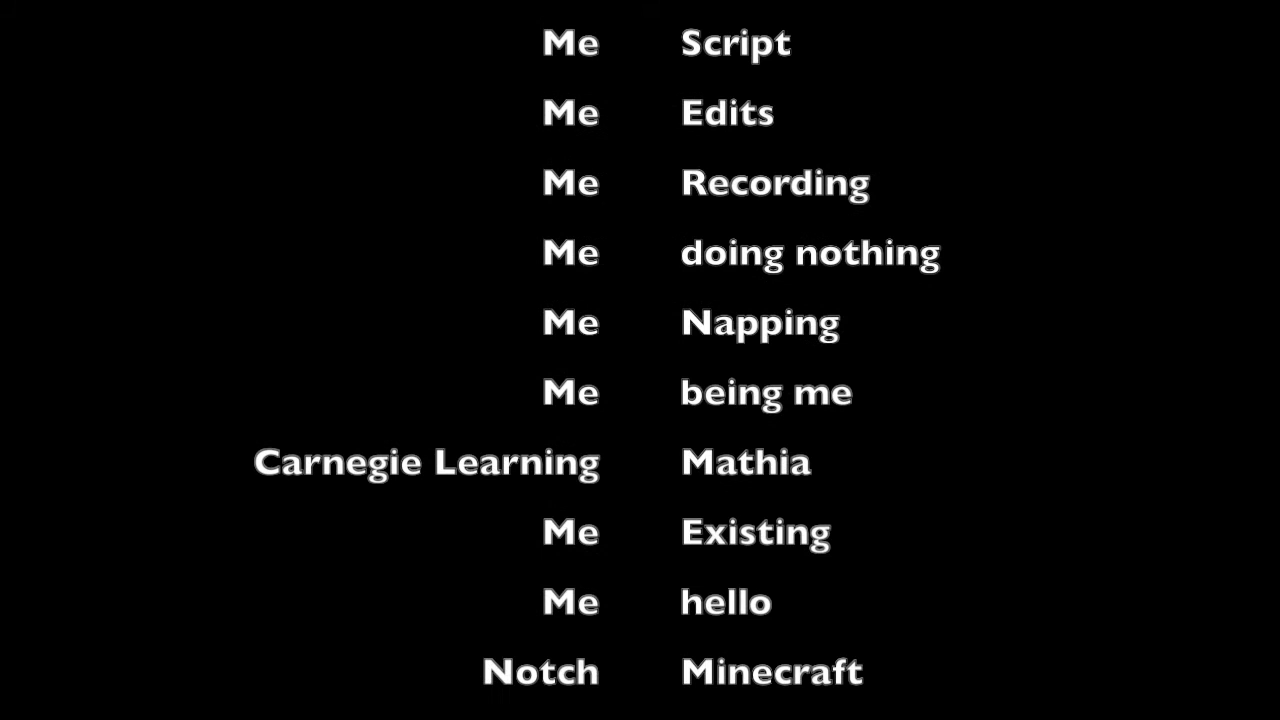 Me Script
Me Edits
Me Recording
Me doing nothing
Me Napping
Me being me
Carnegie Learning Mathia
Me Existing
Me hello
Notch Minecraft